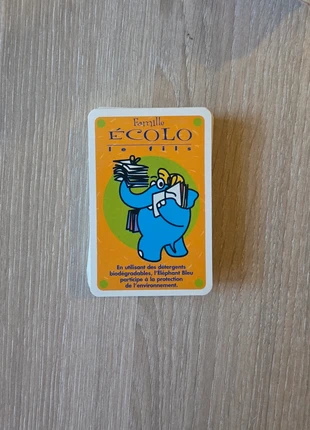 Famille
ÉCOLO
le fils
En utilisant des détergents
biodégradables, l'Éléphant Bleu
participe à la protection
de l'environnement.